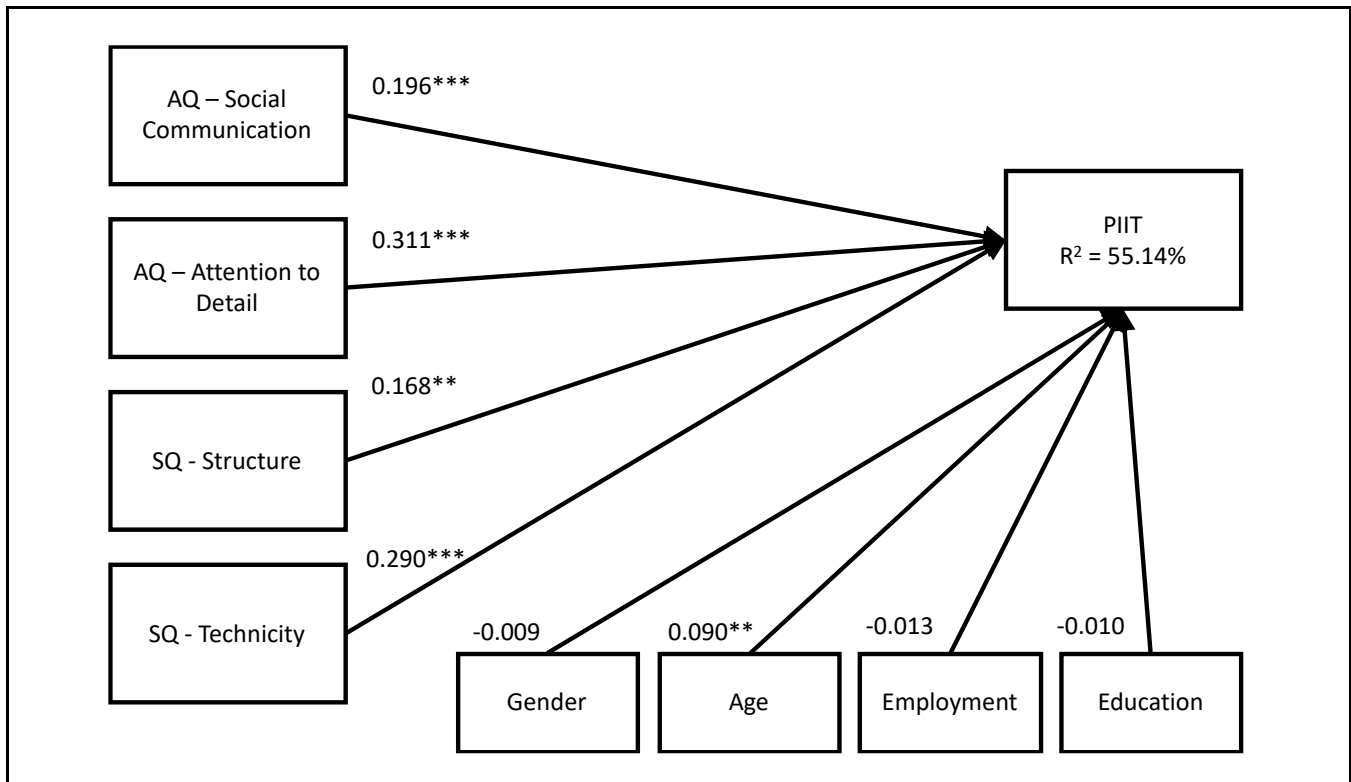 AQ – Social
Communication
0.196***
AQ – Attention to
Detail
0.311***
SQ - Structure
0.168**
SQ - Technicity
0.290***
PIIT
R² = 55.14%
-0.009
0.090**
-0.013
-0.010
Gender
Age
Employment
Education